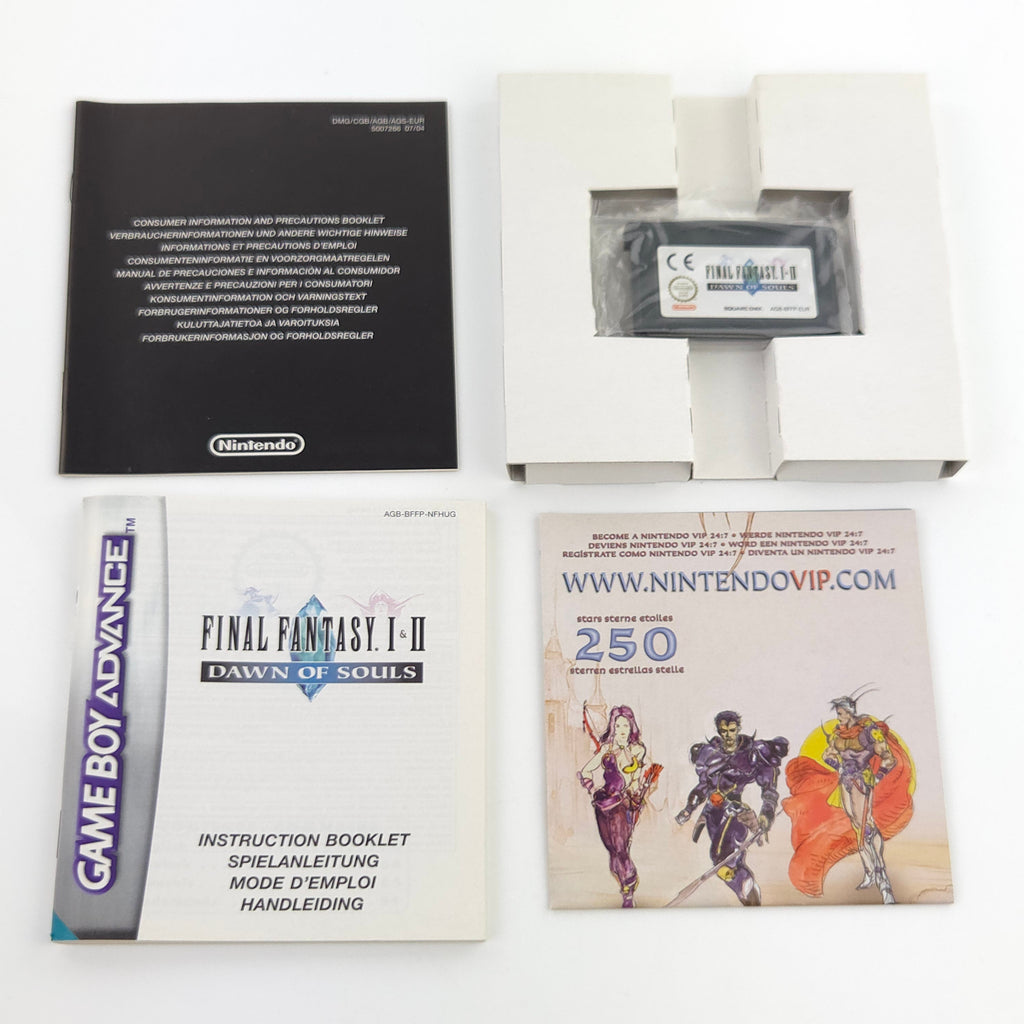 DMG/CGB/AGB/AGS-EUR
5007266 07/04
CONSUMER INFORMATION AND PRECAUTIONS BOOKLET
VERBRAUCHERINFORMATIONEN UND ANDERE WICHTIGE HINWEISE
INFORMATIONS ET PRECAUTIONS D'EMPLOI
CONSUMENTENINFORMATIE EN VOORZORGMAATREGELEN
MANUAL DE PRECAUCIONES E INFORMACIÓN AL CONSUMIDOR
AVVERTENZE E PRECAUZIONI PER I CONSUMATORI
KONSUMENTINFORMATION OCH VARNINGSTEXT
FORBRUGERINFORMATIONER OG FORHOLDSREGLER
KULUTTAJATIETOA JA VAROITUKSIA
FORBRUKERINFORMASJON OG FORHOLDSREGLER
Nintendo
CE
FINAL FANTASY. I&II
DAWN OF SOULS
Nintendo
SQUARE ENIX
AGB-BFFP-EUR
AGB-BFFP-NFHUG
GAME BOY ADVANCE™
FINAL FANTASY. I & II
DAWN OF SOULS
INSTRUCTION BOOKLET
SPIELANLEITUNG
MODE D'EMPLOI
HANDLEIDING
BECOME A NINTENDO VIP 24:7 • WERDE NINTENDO VIP 24:7
DEVIENS NINTENDO VIP 24:7 • WORD EEN NINTENDO VIP 24:7
REGÍSTRATE COMO NINTENDO VIP 24:7 • DIVENTA UN NINTENDO VIP 24:7
WWW.NINTENDOVIP.COM
stars sterne etoiles
250
sterren estrellas stelle